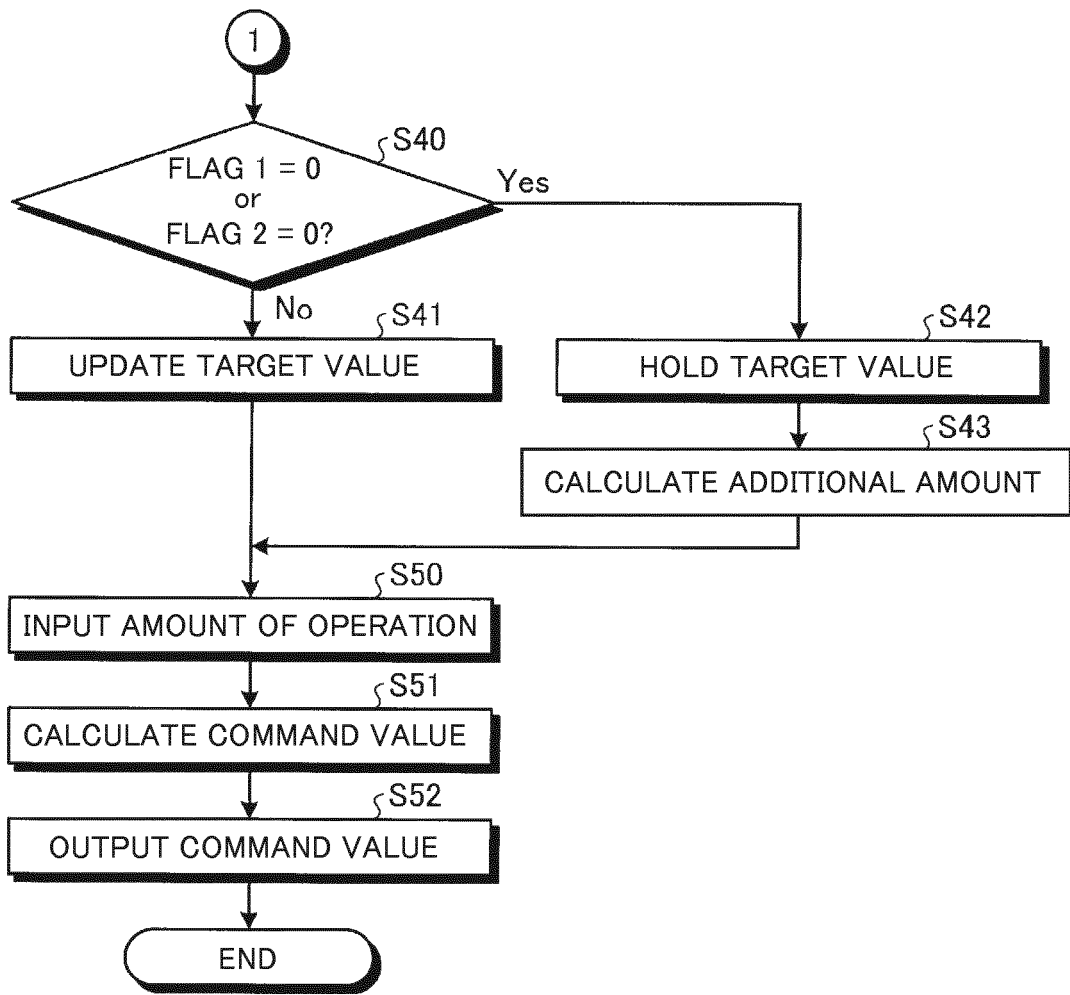 1
S40
FLAG 1 = 0
or
FLAG 2 = 0?
Yes
No
S41
UPDATE TARGET VALUE
S42
HOLD TARGET VALUE
S43
CALCULATE ADDITIONAL AMOUNT
S50
INPUT AMOUNT OF OPERATION
S51
CALCULATE COMMAND VALUE
S52
OUTPUT COMMAND VALUE
END